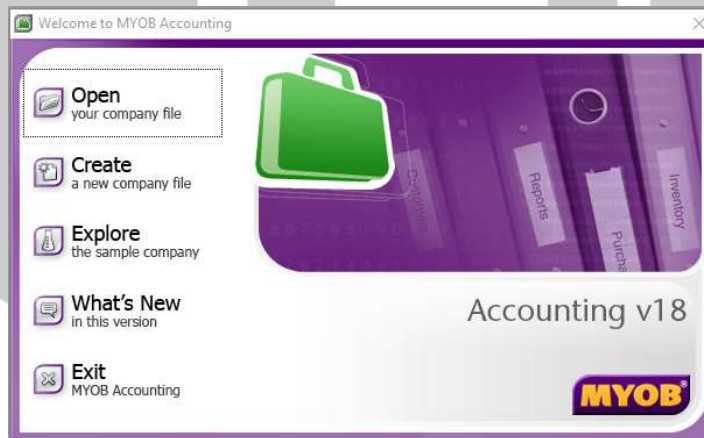 Welcome to MYOB Accounting
Open
your company file
Create
a new company file
Explore
the sample company
What's New
in this version
Exit
MYOB Accounting
Reports
Purcha
Inventory
Accounting v18
MYOB®